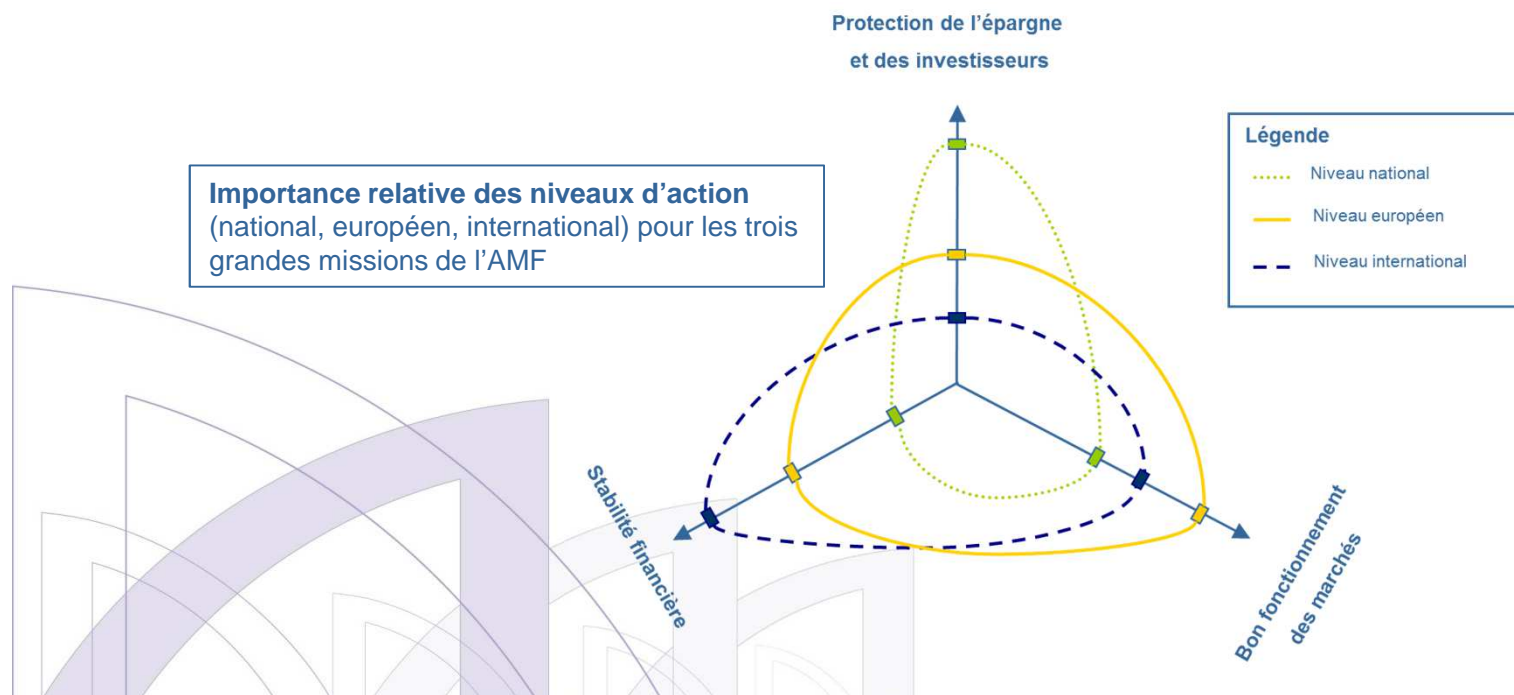 Protection de l'épargne
et des investisseurs
Importance relative des niveaux d'action
(national, européen, international) pour les trois
grandes missions de l'AMF
Légende
Niveau national
Niveau européen
Niveau international
Stabilité financière
Bon fonctionnement
des marchés